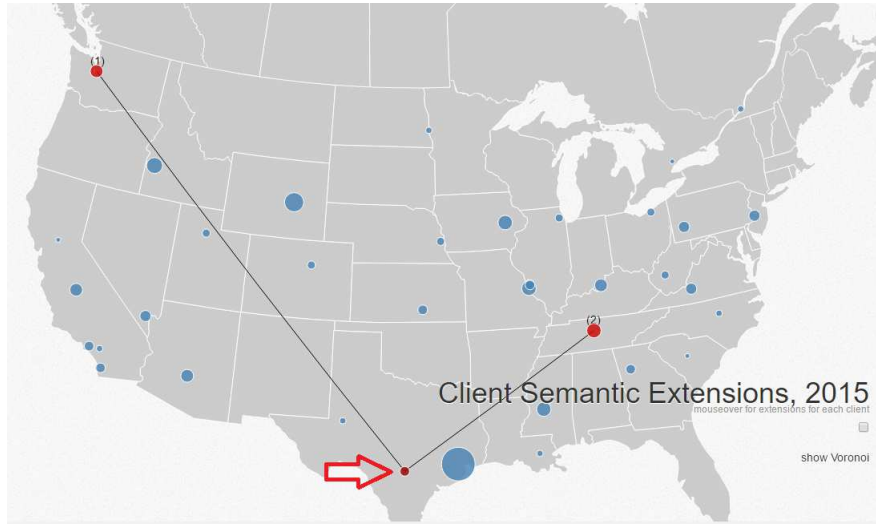 (1)
(2)
Client Semantic Extensions, 2015
mouseover for extensions for each client
show Voronoi